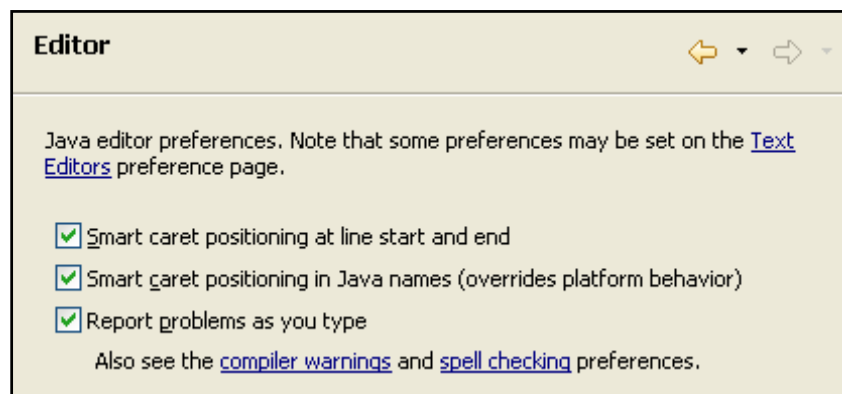 Editor
Java editor preferences. Note that some preferences may be set on the Text
Editors preference page.
Smart caret positioning at line start and end
Smart caret positioning in Java names (overrides platform behavior)
Report problems as you type
Also see the compiler warnings and spell checking preferences.